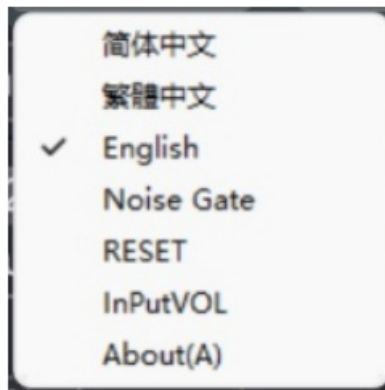 简体中文
繁體中文
English
Noise Gate
RESET
InPutVOL
About(A)